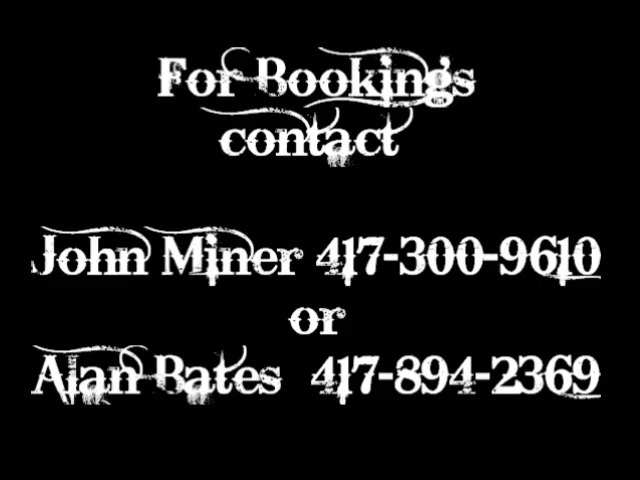 For Bookings
contact
John Miner 417-300-9610
or
Alan Bates 417-894-2369